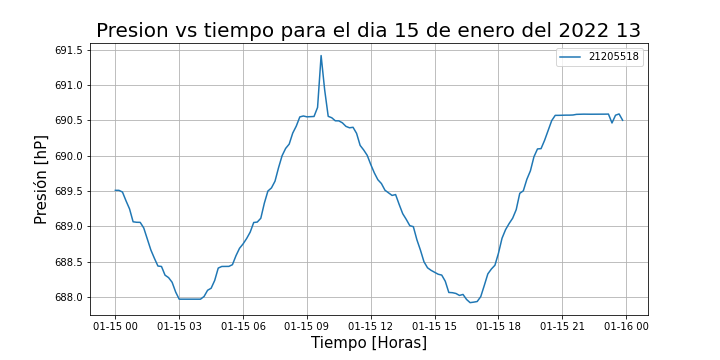 Presion vs tiempo para el dia 15 de enero del 2022 13
21205518
Presión [hP]
691.5
691.0
690.5
690.0
689.5
689.0
688.5
688.0
01-15 00 01-15 03 01-15 06 01-15 09 01-15 12 01-15 15 01-15 18 01-15 21 01-16 00
Tiempo [Horas]